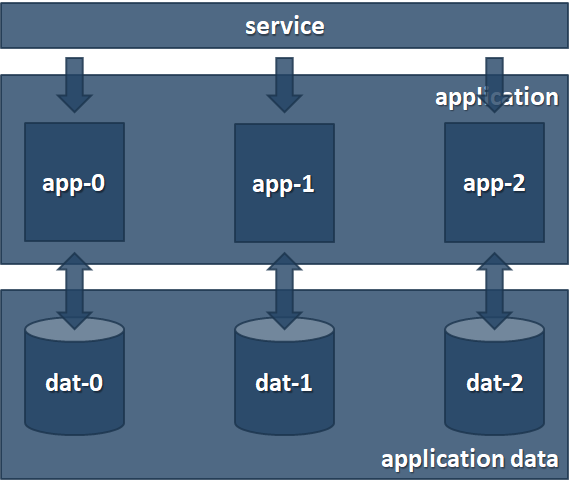 service
application
app-0
app-1
app-2
dat-0
dat-1
dat-2
application data